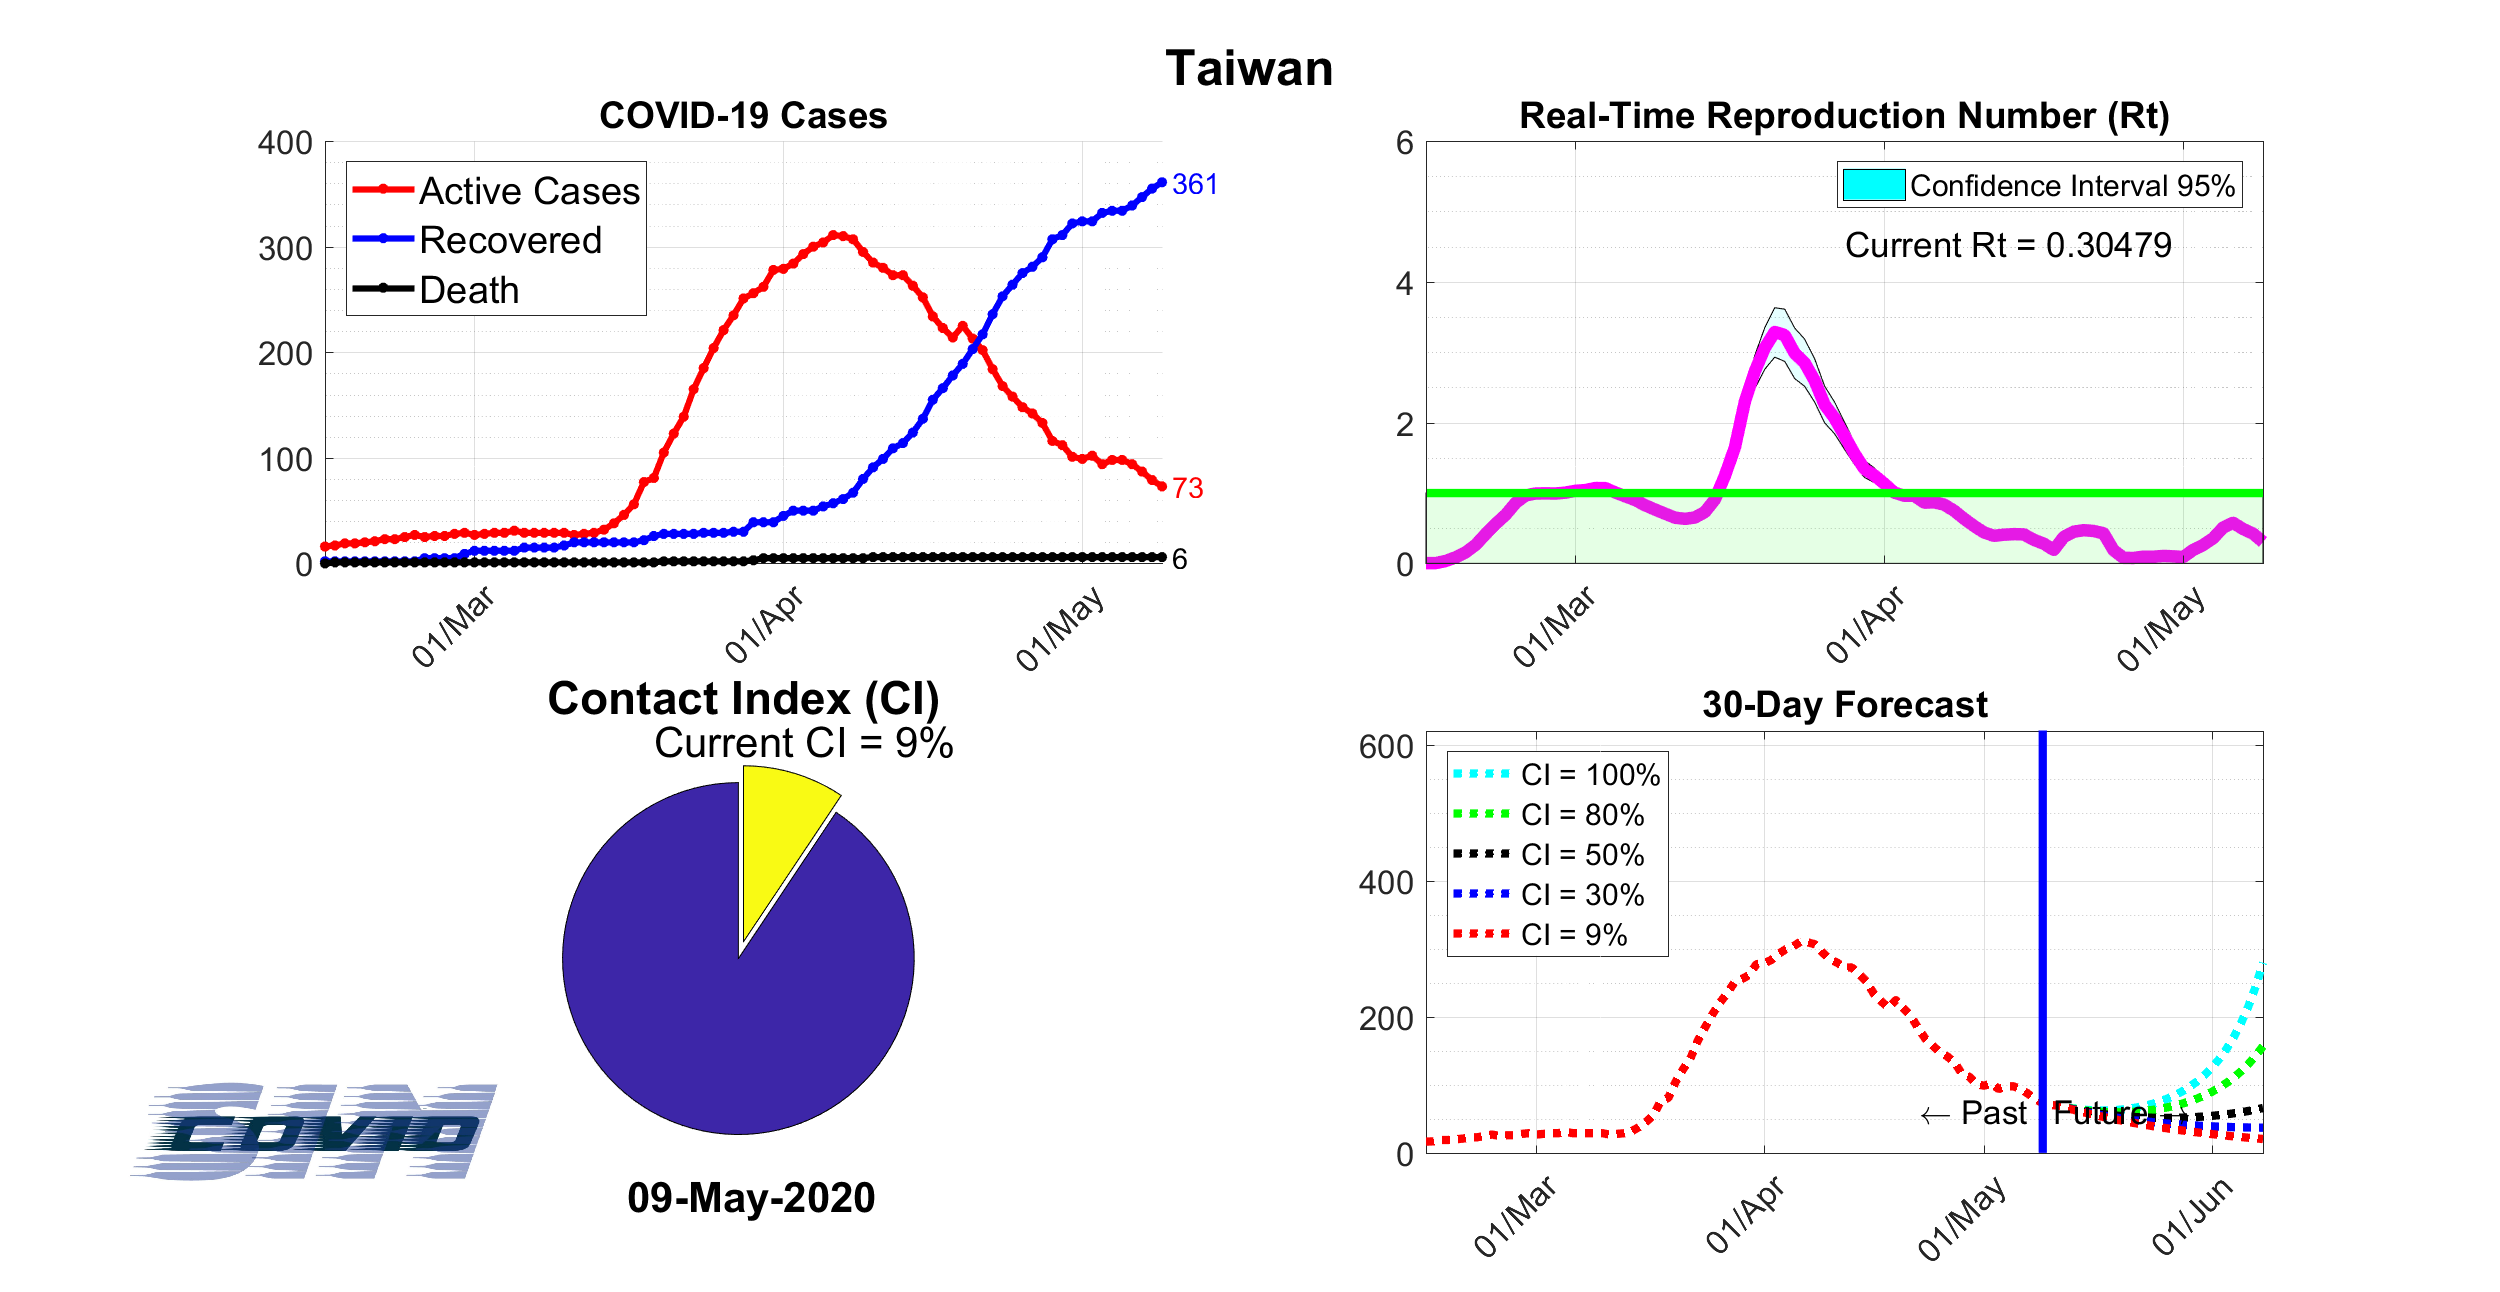 Taiwan
COVID-19 Cases
400
300
200
100
0
Active Cases
Recovered
Death
361
73
6
01/Mar
01/Apr
01/May
Real-Time Reproduction Number (Rt)
6
4
2
0
Confidence Interval 95%
Current Rt = 0.30479
01/Mar
01/Apr
01/May
Contact Index (CI)
Current CI = 9%
09-May-2020
SIN
COVID
30-Day Forecast
600
400
200
0
CI = 100%
CI = 80%
CI = 50%
CI = 30%
CI = 9%
← Past
Future →
01/Mar
01/Apr
01/May
01/Jun